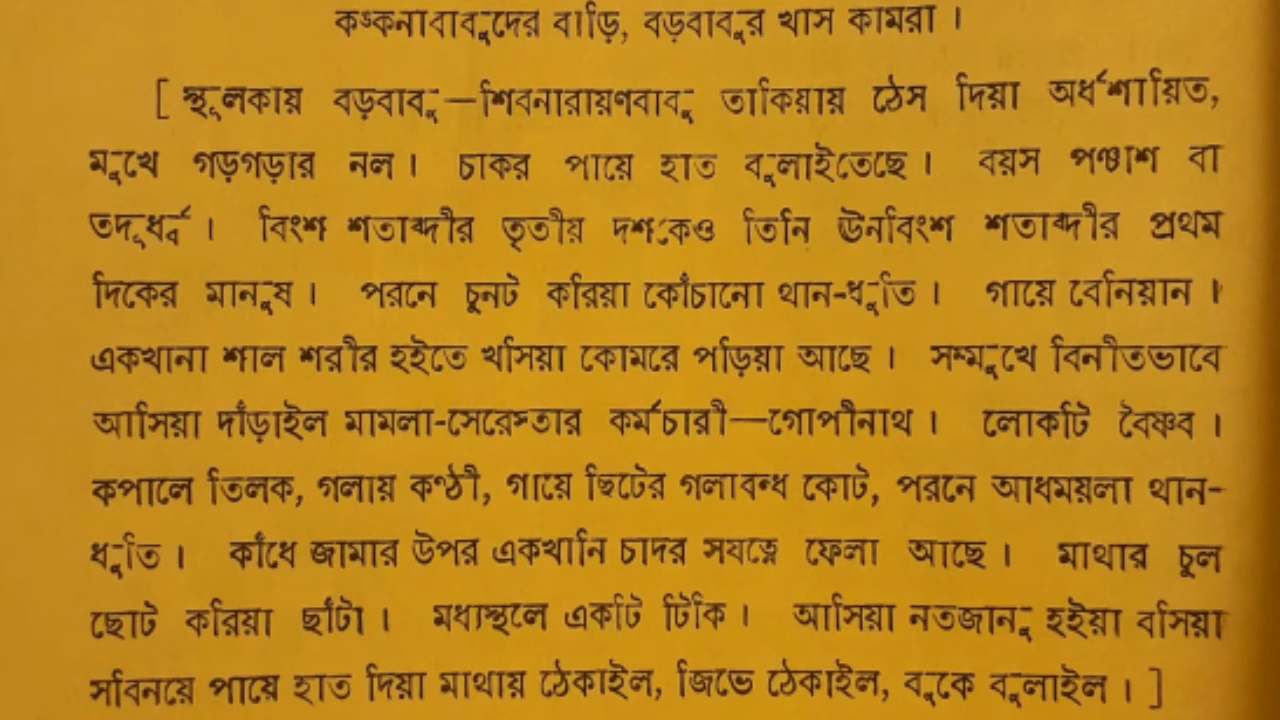 কঙ্কনাবাবুদের বাড়ি, বড়বাবুর খাস কামরা ।
[ স্থূলকায় বড়বাবু—শিবনারায়ণবাবু তাকিয়ায় ঠেস দিয়া অর্ধশায়িত,
মুখে গড়গড়ার নল । চাকর পায়ে হাত বুলাইতেছে । বয়স পঞ্চাশ বা
তদূর্ধ্ব । বিংশ শতাব্দীর তৃতীয় দশকেও তিনি ঊনবিংশ শতাব্দীর প্রথম
দিকের মানুষ । পরনে চুনট করিয়া কোঁচানো থান-ধুতি । গায়ে বেনিয়ান ।
একখানা শাল শরীর হইতে খসিয়া কোমরে পড়িয়া আছে । সম্মুখে বিনীতভাবে
আসিয়া দাঁড়াইল মামলা-সেরেস্তার কর্মচারী—গোপীনাথ । লোকটি বৈষ্ণব ।
কপালে তিলক, গলায় কণ্ঠী, গায়ে ছিটের গলাবন্ধ কোট, পরনে আধময়লা থান-
ধুতি । কাঁধে জামার উপর একখানি চাদর সযত্নে ফেলা আছে । মাথার চুল
ছোট করিয়া ছাঁটা । মধ্যস্থলে একটি টিকি । আসিয়া নতজানু হইয়া বসিয়া
সবিনয়ে পায়ে হাত দিয়া মাথায় ঠেকাইল, জিভে ঠেকাইল, বুকে বুলাইল । ]